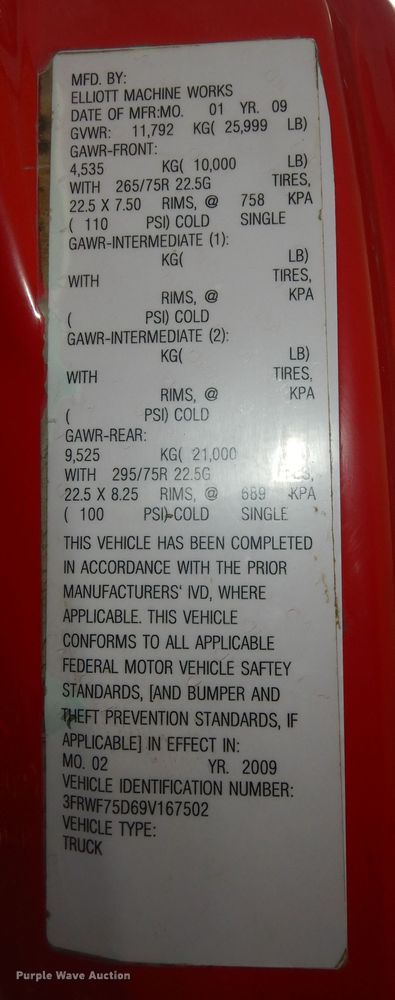 MFD. BY:
ELLIOTT MACHINE WORKS
DATE OF MFR:MO. 01 YR. 09
GVWR: 11,792 KG( 25,999 LB)
GAWR-FRONT:
4,535 KG( 10,000 LB)
WITH 265/75R 22.5G TIRES,
22.5 X 7.50 RIMS, @ 758 KPA
( 110 PSI) COLD SINGLE
GAWR-INTERMEDIATE (1):
KG( LB)
WITH TIRES,
RIMS, @ KPA
( PSI) COLD
GAWR-INTERMEDIATE (2):
KG( LB)
WITH TIRES,
RIMS, @ KPA
( PSI) COLD
GAWR-REAR:
9,525 KG( 21,000
WITH 295/75R 22.5G
22.5 X 8.25 RIMS, @ 689 KPA
( 100 PSI) COLD SINGLE
THIS VEHICLE HAS BEEN COMPLETED
IN ACCORDANCE WITH THE PRIOR
MANUFACTURERS' IVD, WHERE
APPLICABLE. THIS VEHICLE
CONFORMS TO ALL APPLICABLE
FEDERAL MOTOR VEHICLE SAFTEY
STANDARDS, [AND BUMPER AND
THEFT PREVENTION STANDARDS, IF
APPLICABLE] IN EFFECT IN:
MO. 02 YR. 2009
VEHICLE IDENTIFICATION NUMBER:
3FRWF75D69V167502
VEHICLE TYPE:
TRUCK
Purple Wave Auction